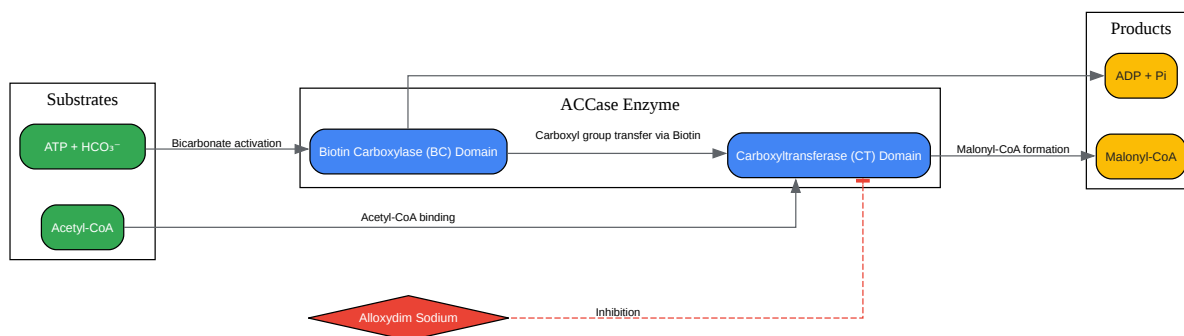 Products
ADP + Pi
Substrates
ACCase Enzyme
ATP + HCO₃⁻
Bicarbonate activation
Biotin Carboxylase (BC) Domain
Carboxyl group transfer via Biotin
Carboxyltransferase (CT) Domain
Malonyl-CoA formation
Malonyl-CoA
Acetyl-CoA
Acetyl-CoA binding
Alloxydim Sodium
Inhibition